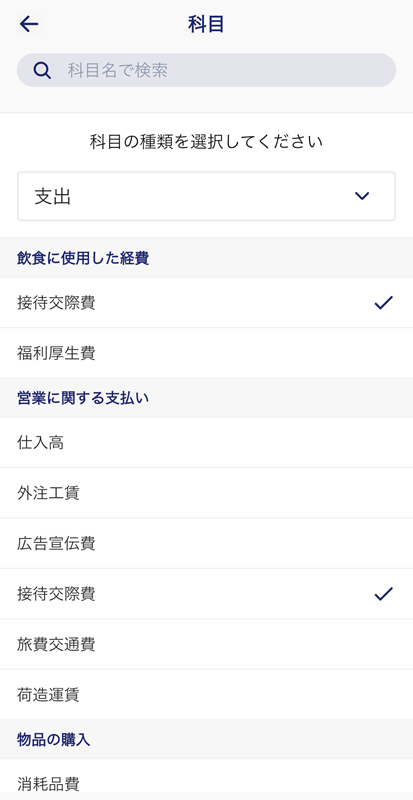 科目
科目名で検索
科目の種類を選択してください
支出
飲食に使用した経費
接待交際費
福利厚生費
営業に関する支払い
仕入高
外注工賃
広告宣伝費
接待交際費
旅費交通費
荷造運賃
物品の購入
消耗品費